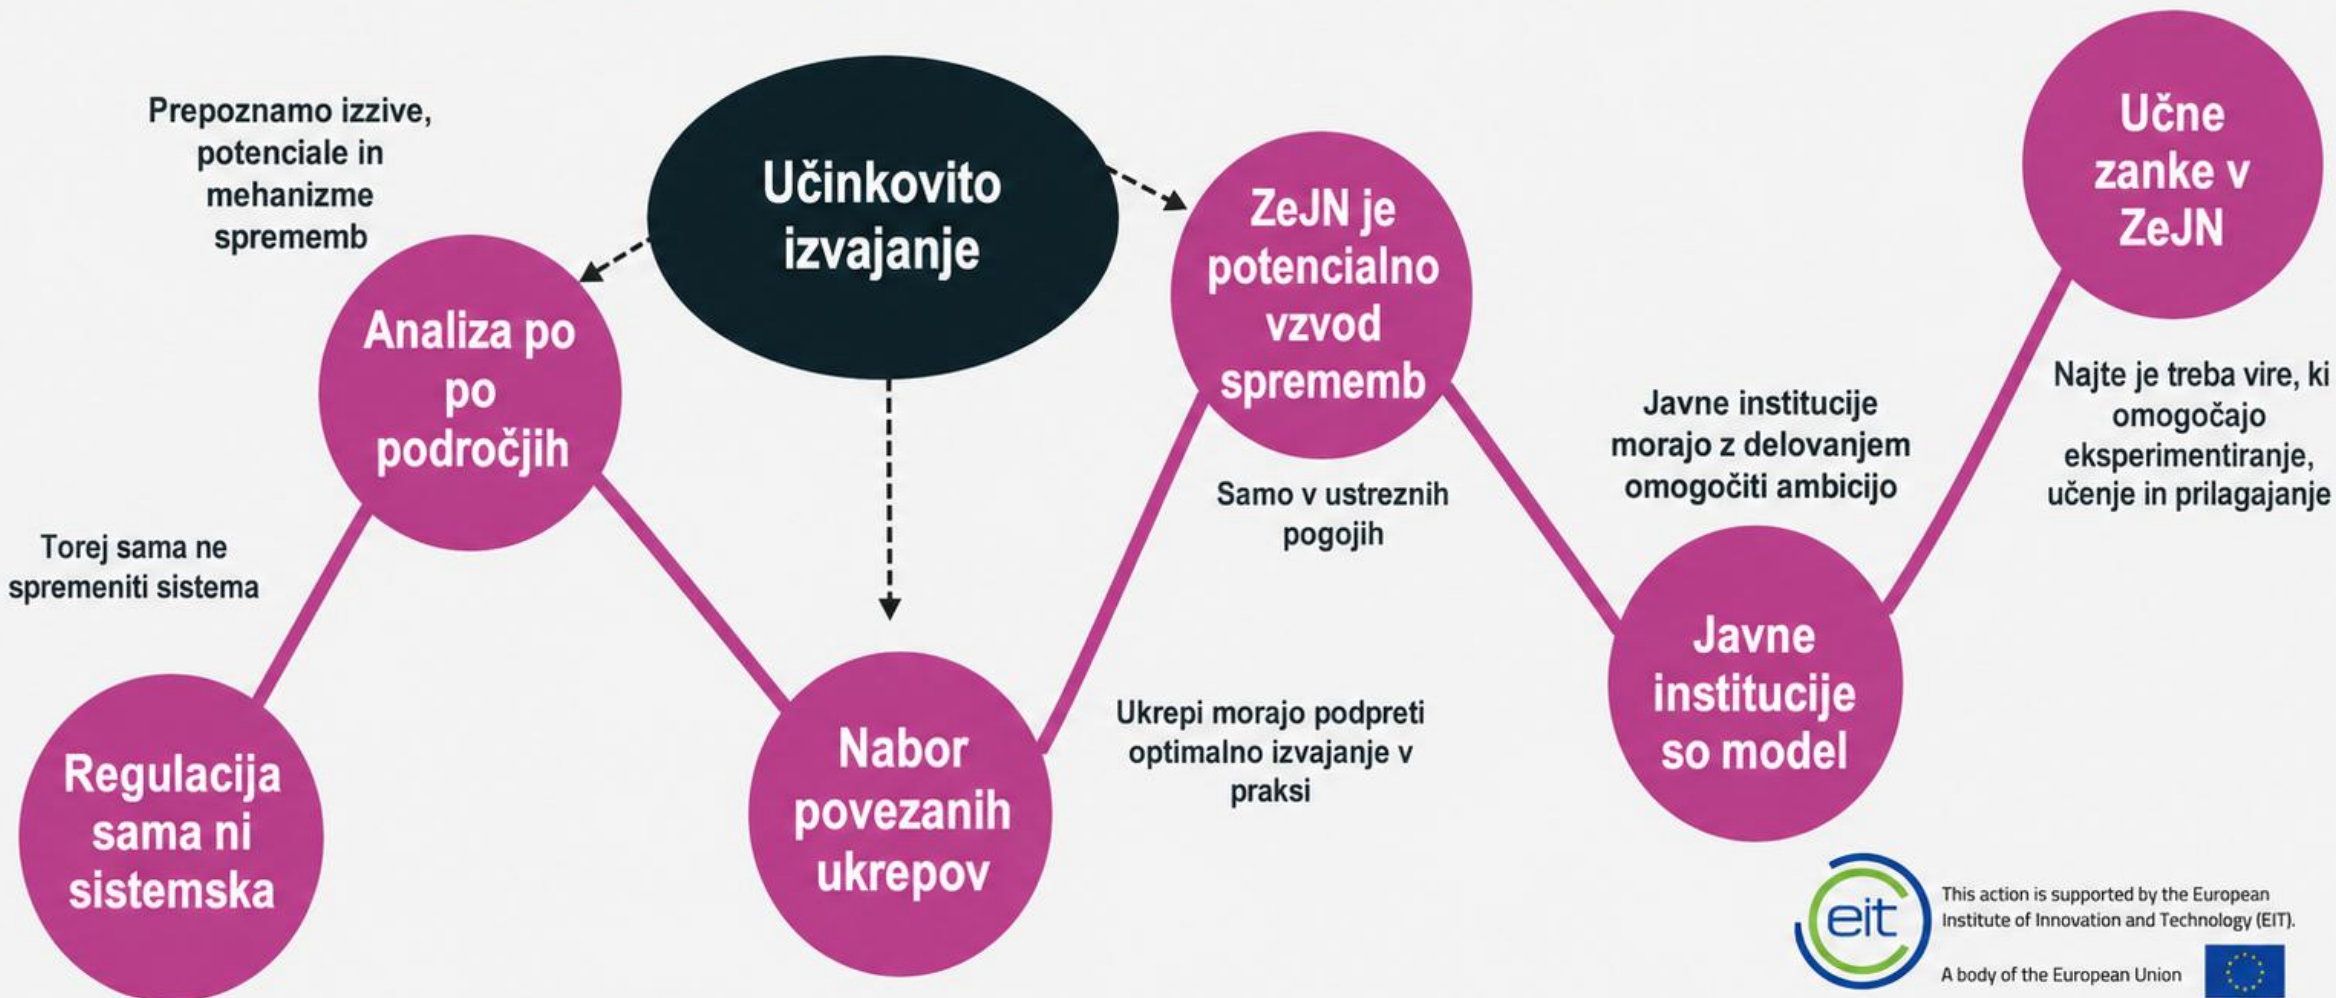 Prepoznamo izzive,
potenciale in
mehanizme
sprememb
Učinkovito
izvajanje
Analiza po
po
področjih
Torej sama ne
spremeniti sistema
Regulacija
sama ni
sistemska
Nabor
povezanih
ukrepov
Ukrepi morajo podpreti
optimalno izvajanje v
praksi
ZeJN je
potencialno
vzvod
sprememb
Samo v ustreznih
pogojih
Javne institucije
morajo z delovanjem
omogočiti ambicijo
Javne
institucije
so model
Učne
zanke v
ZeJN
Najte je treba vire, ki
omogočajo
eksperimentiranje,
učenje in prilagajanje
eit
This action is supported by the European
Institute of Innovation and Technology (EIT).
A body of the European Union